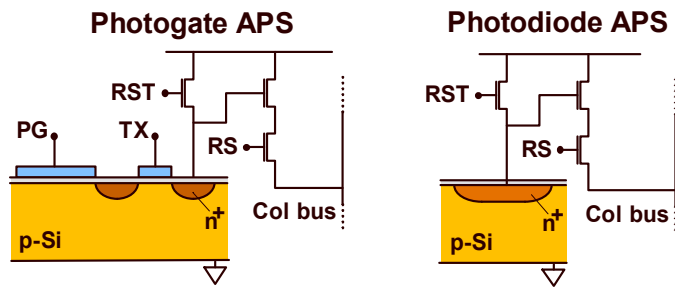 Photogate APS
RST
PG
TX
RS
n+
Col bus
p-Si
Photodiode APS
RST
RS
n+
Col bus
p-Si